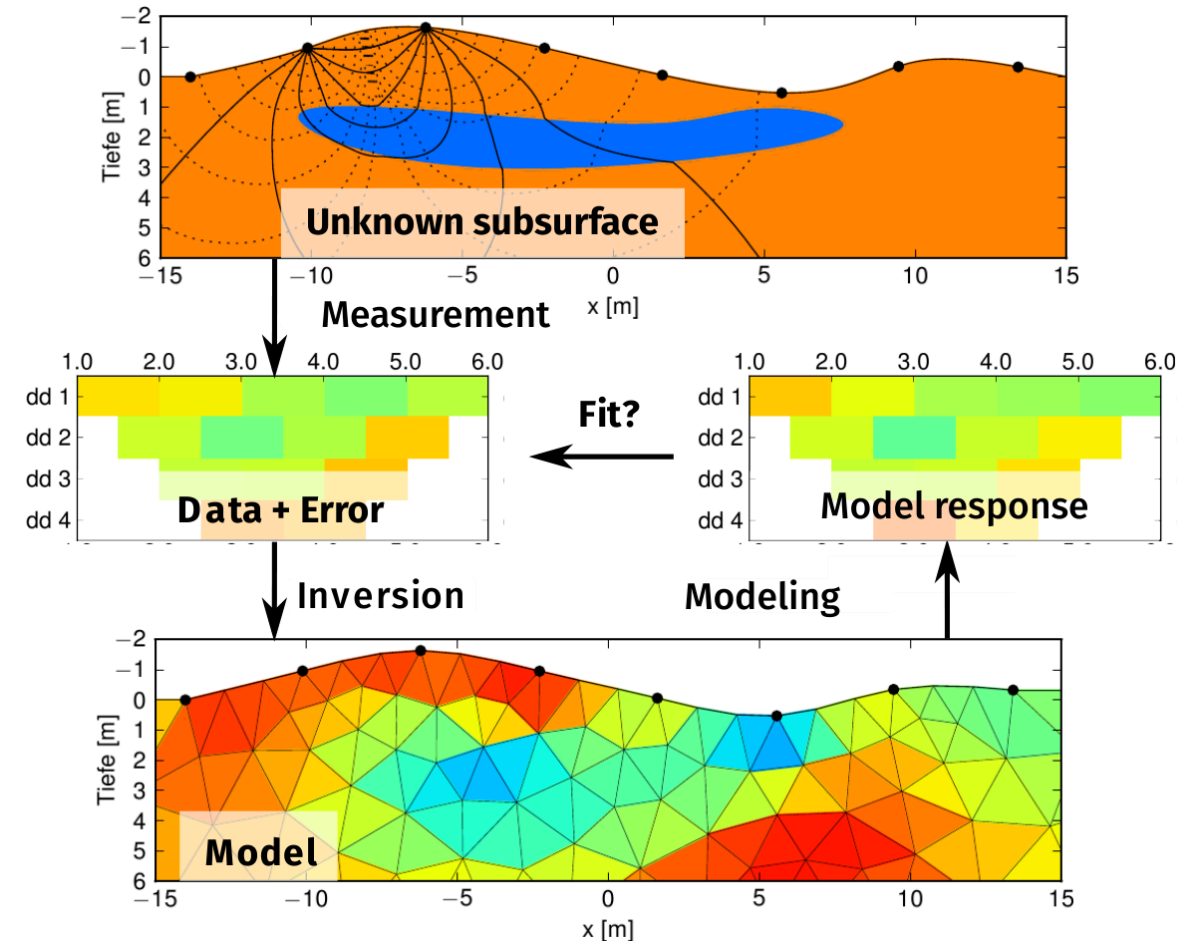 −2
−1
0
1
2
3
4
5
6
Tiefe [m]
Unknown subsurface
−15 −10 −5 0 5 10 15
x [m]
Measurement
1.0 2.0 3.0 4.0 5.0 6.0
dd 1
dd 2
dd 3
dd 4
Data + Error
Fit?
1.0 2.0 3.0 4.0 5.0 6.0
dd 1
dd 2
dd 3
dd 4
Model response
Inversion
Modeling
−2
−1
0
1
2
3
4
5
6
Tiefe [m]
Model
−15 −10 −5 0 5 10 15
x [m]